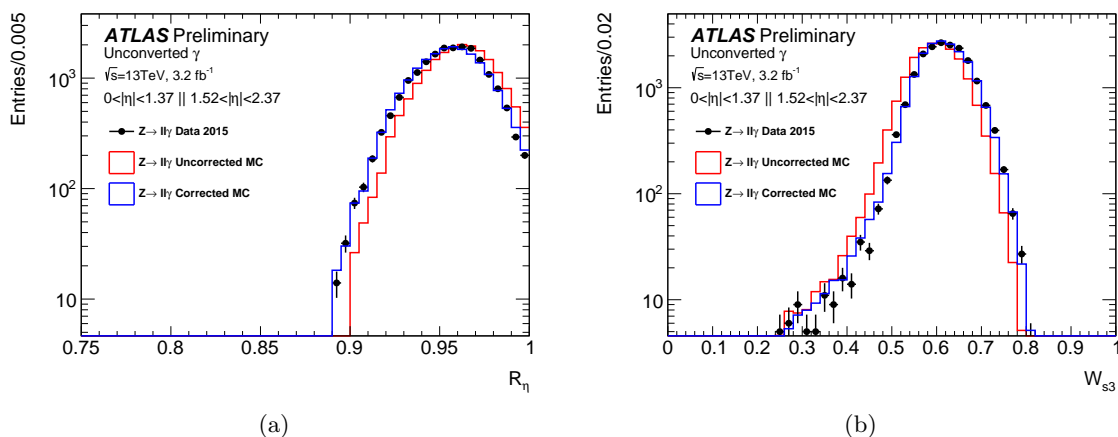 Entries/0.005
ATLAS Preliminary
Unconverted γ
√s=13TeV, 3.2 fb⁻¹
0<|η|<1.37 || 1.52<|η|<2.37
Z→ llγ Data 2015
Z→ llγ Uncorrected MC
Z→ llγ Corrected MC
10³
10²
10
0.75 0.8 0.85 0.9 0.95 1
R_η
(a)
Entries/0.02
ATLAS Preliminary
Unconverted γ
√s=13TeV, 3.2 fb⁻¹
0<|η|<1.37 || 1.52<|η|<2.37
Z→ llγ Data 2015
Z→ llγ Uncorrected MC
Z→ llγ Corrected MC
10³
10²
10
0 0.1 0.2 0.3 0.4 0.5 0.6 0.7 0.8 0.9 1
W_s3
(b)